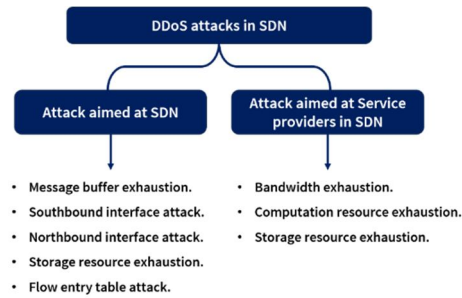 DDoS attacks in SDN
Attack aimed at SDN
Attack aimed at Service
providers in SDN
• Message buffer exhaustion.
• Southbound interface attack.
• Northbound interface attack.
• Storage resource exhaustion.
• Flow entry table attack.
• Bandwidth exhaustion.
• Computation resource exhaustion.
• Storage resource exhaustion.